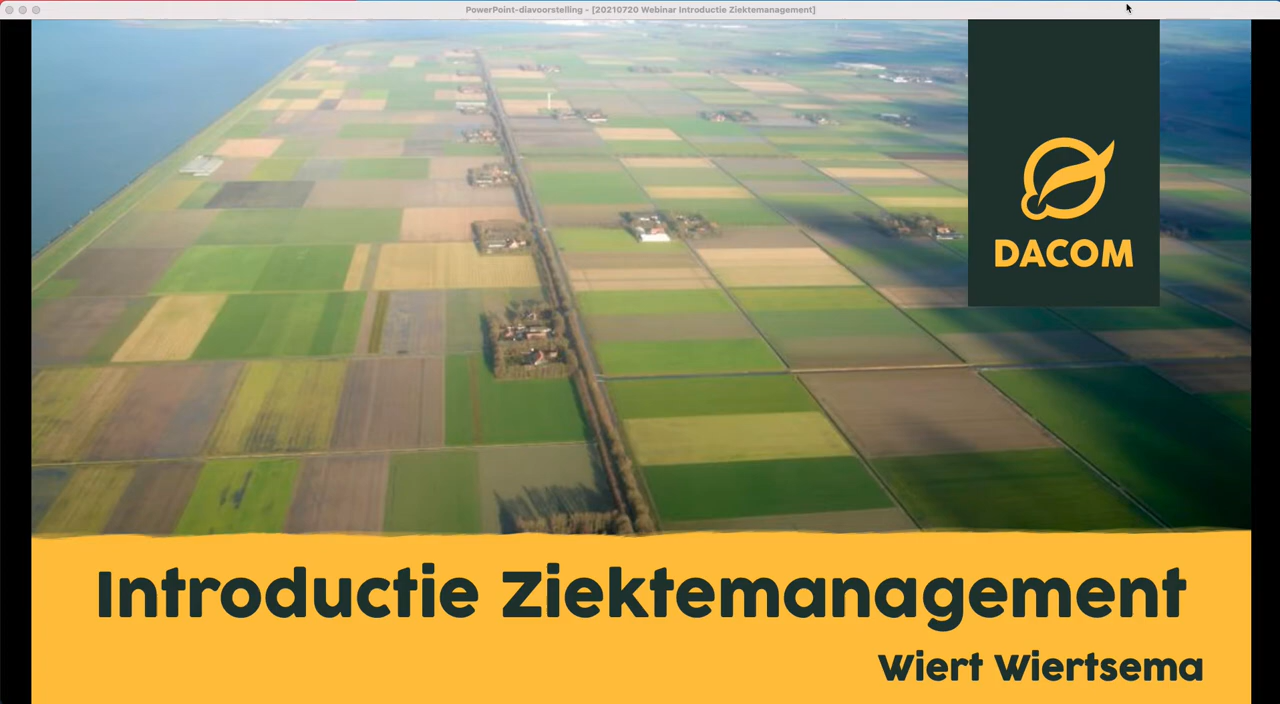 PowerPoint-diavoorstelling - [20210720 Webinar Introductie Ziektemanagement]
DACOM
Introductie Ziektemanagement
Wiert Wiertsema